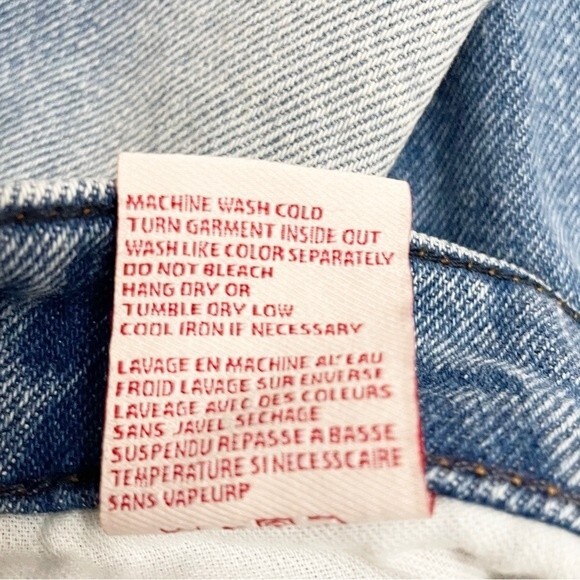 MACHINE WASH COLD
TURN GARMENT INSIDE OUT
WASH LIKE COLOR SEPARATELY
DO NOT BLEACH
HANG DRY OR
TUMBLE DRY LOW
COOL IRON IF NECESSARY
LAVAGE EN MACHINE AL'EAU
FROID LAVAGE SUR ENVERSE
LAVEAGE AVEC DES COULEURS
SANS JAVEL SECHAGE
SUSPENDU REPASSE A BASSE
TEMPERATURE SI NECESSCAIRE
SANS VAPEURP